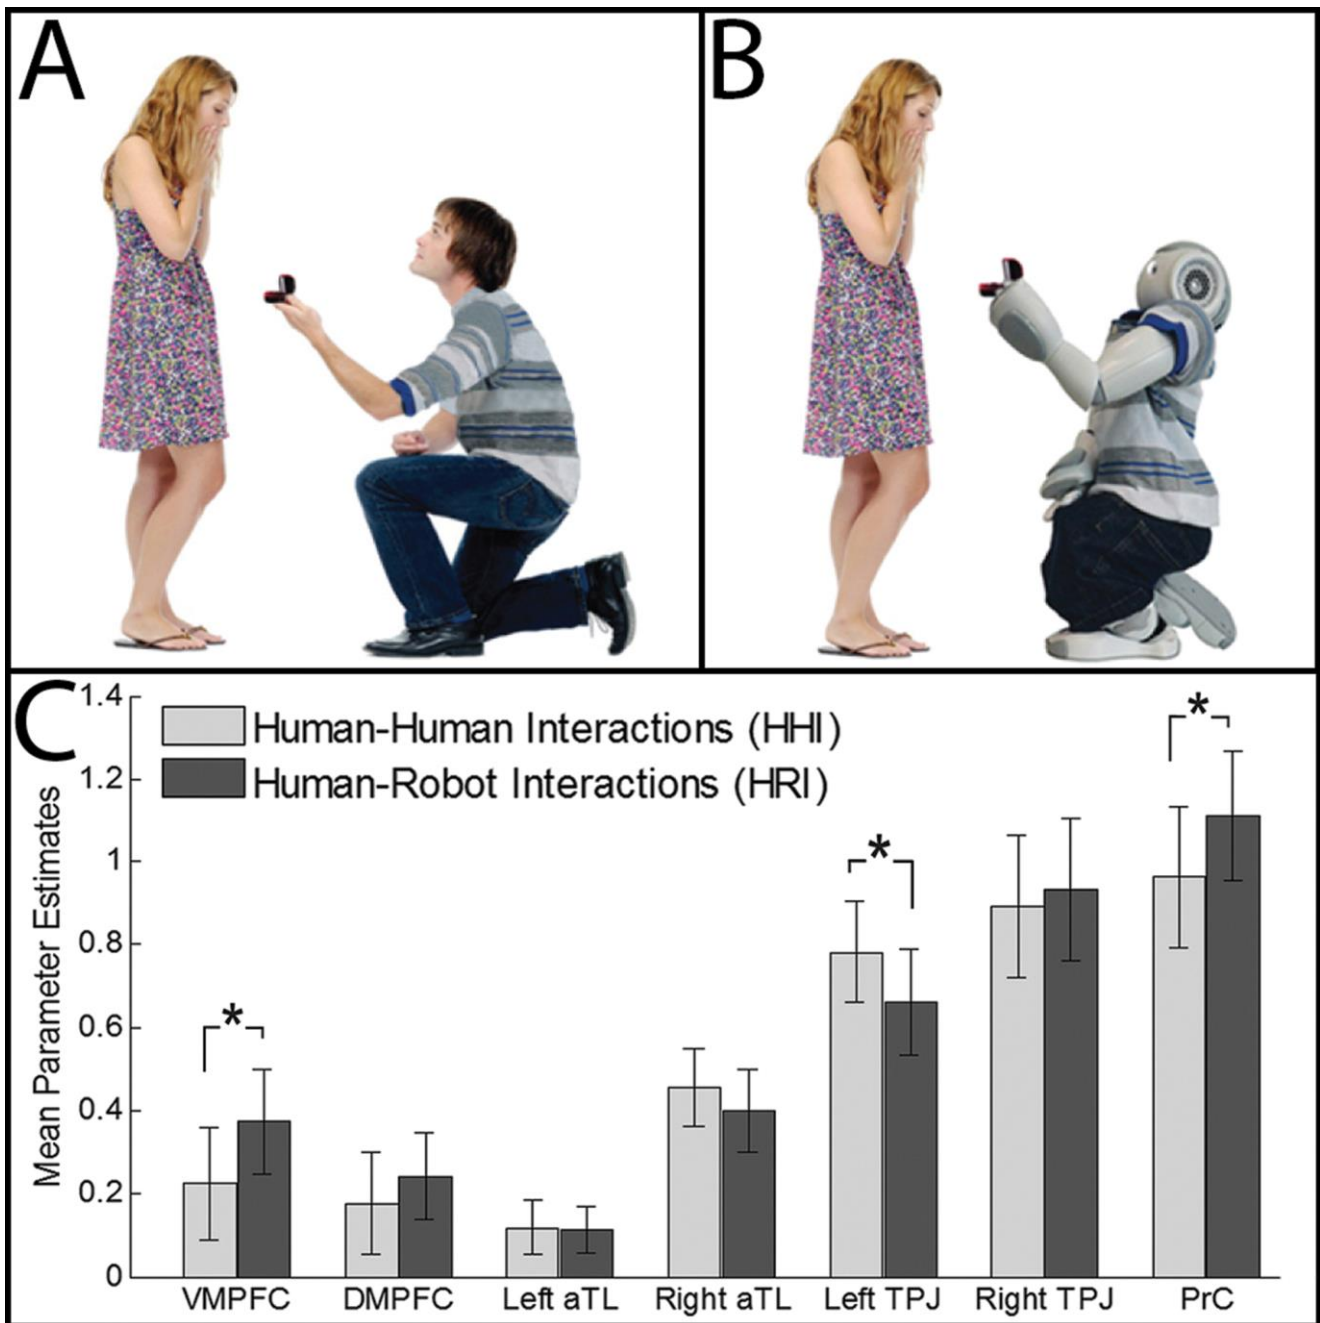 A
B
C
Human-Human Interactions (HHI)
Human-Robot Interactions (HRI)
Mean Parameter Estimates
1.4
1.2
1
0.8
0.6
0.4
0.2
0
*
*
*
VMPFC DMPFC Left aTL Right aTL Left TPJ Right TPJ PrC